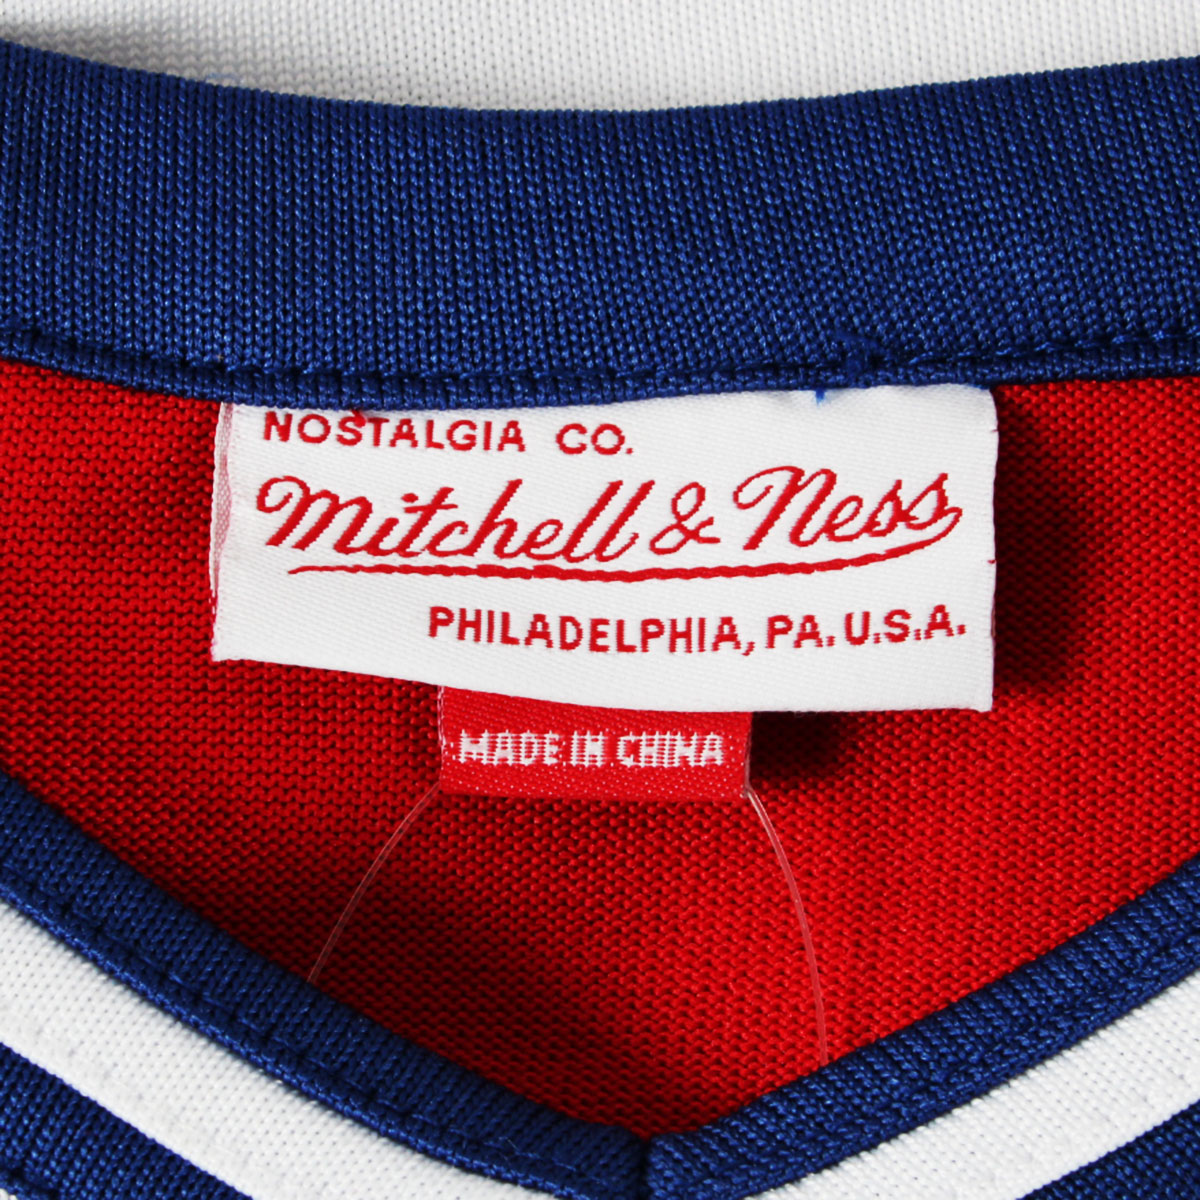 NOSTALGIA CO.
Mitchell & Ness
PHILADELPHIA, PA. U.S.A.
MADE IN CHINA